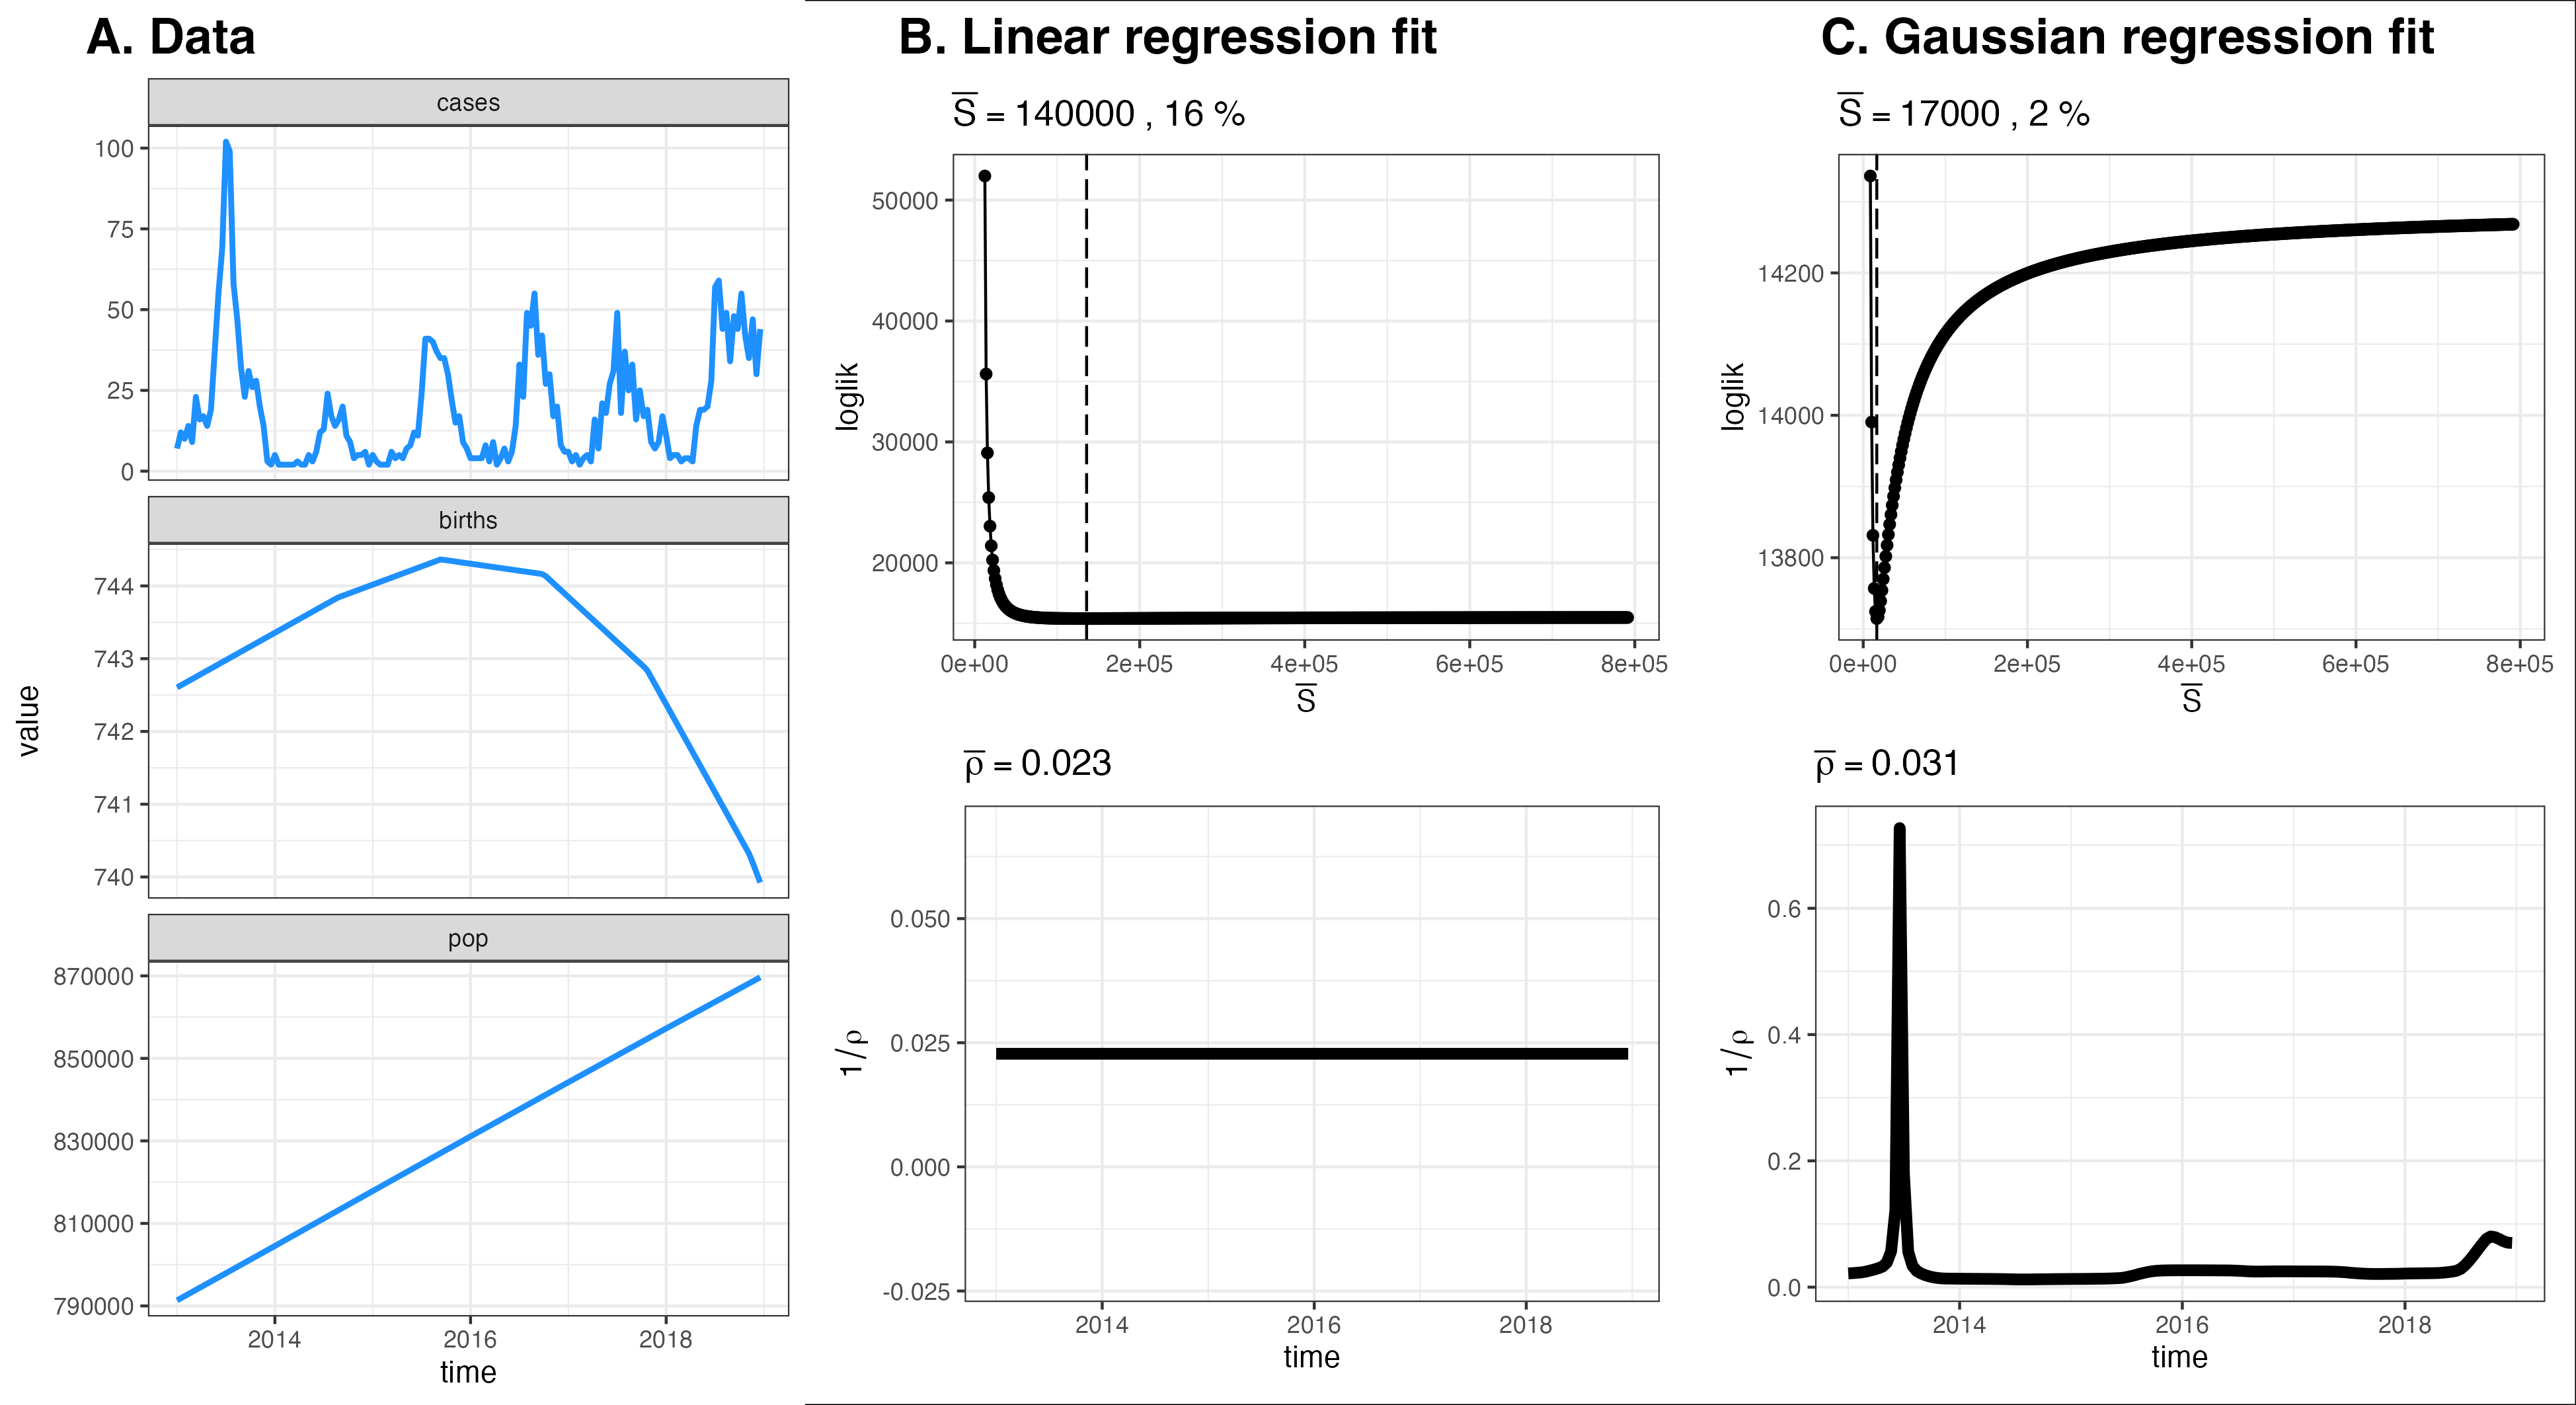 A. Data
cases
100
75
50
25
0
births
744
743
742
741
740
pop
870000
850000
830000
810000
790000
2014 2016 2018
time
value
B. Linear regression fit
S̅ = 140000 , 16 %
50000
40000
30000
20000
loglik
0e+00 2e+05 4e+05 6e+05 8e+05
S̅
ρ̅ = 0.023
0.050
0.025
0.000
-0.025
1/ρ
2014 2016 2018
time
C. Gaussian regression fit
S̅ = 17000 , 2 %
14200
14000
13800
loglik
0e+00 2e+05 4e+05 6e+05 8e+05
S̅
ρ̅ = 0.031
0.6
0.4
0.2
0.0
1/ρ
2014 2016 2018
time